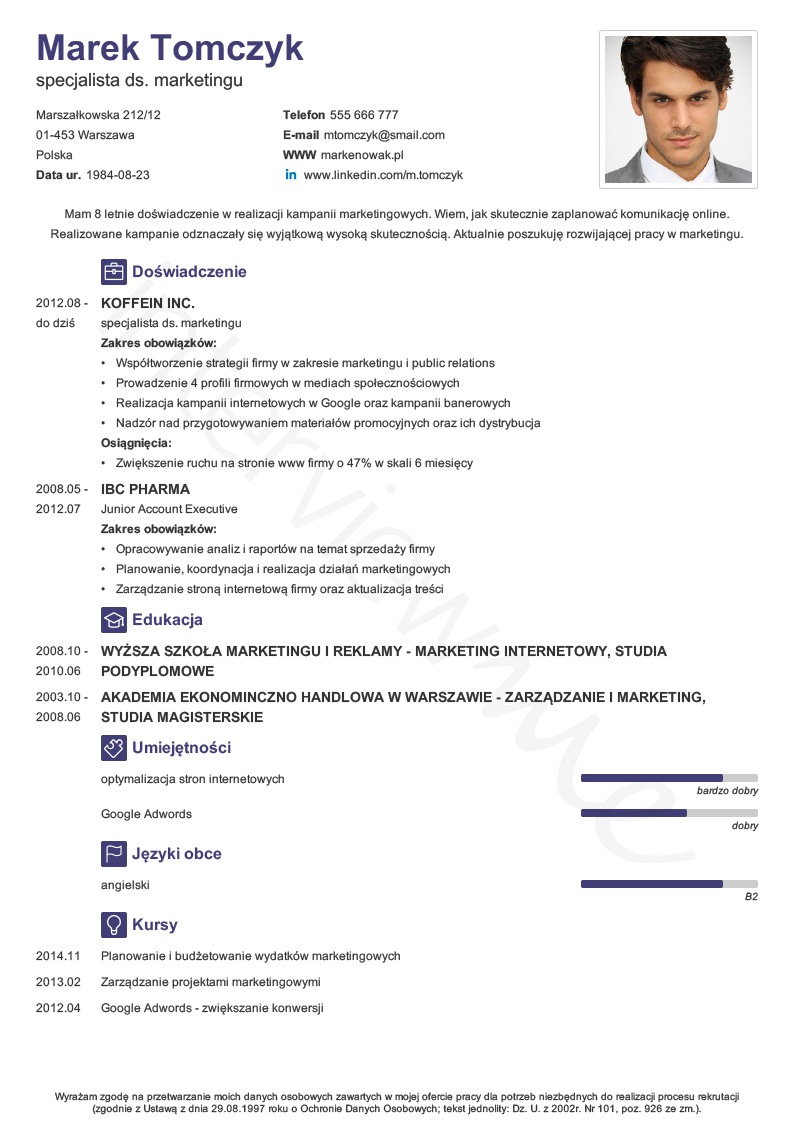 Marek Tomczyk
specjalista ds. marketingu
Marszałkowska 212/12
01-453 Warszawa
Polska
Data ur. 1984-08-23
Telefon 555 666 777
E-mail mtomczyk@smail.com
WWW markenowak.pl
in www.linkedin.com/m.tomczyk
Mam 8 letnie doświadczenie w realizacji kampanii marketingowych. Wiem, jak skutecznie zaplanować komunikację online.
Realizowane kampanie odznaczały się wyjątkową wysoką skutecznością. Aktualnie poszukuję rozwijającej pracy w marketingu.
Doświadczenie
2012.08 - KOFFEIN INC.
do dziś specjalista ds. marketingu
Zakres obowiązków:
• Współtworzenie strategii firmy w zakresie marketingu i public relations
• Prowadzenie 4 profili firmowych w mediach społecznościowych
• Realizacja kampanii internetowych w Google oraz kampanii banerowych
• Nadzór nad przygotowywaniem materiałów promocyjnych oraz ich dystrybucja
Osiągnięcia:
• Zwiększenie ruchu na stronie www firmy o 47% w skali 6 miesięcy
2008.05 - IBC PHARMA
2012.07 Junior Account Executive
Zakres obowiązków:
• Opracowywanie analiz i raportów na temat sprzedaży firmy
• Planowanie, koordynacja i realizacja działań marketingowych
• Zarządzanie stroną internetową firmy oraz aktualizacja treści
Edukacja
2008.10 - WYŻSZA SZKOŁA MARKETINGU I REKLAMY - MARKETING INTERNETOWY, STUDIA
2010.06 PODYPLOMOWE
2003.10 - AKADEMIA EKONOMINCZNO HANDLOWA W WARSZAWIE - ZARZĄDZANIE I MARKETING,
2008.06 STUDIA MAGISTERSKIE
Umiejętności
optymalizacja stron internetowych
bardzo dobry
Google Adwords
dobry
Języki obce
angielski
B2
Kursy
2014.11 Planowanie i budżetowanie wydatków marketingowych
2013.02 Zarządzanie projektami marketingowymi
2012.04 Google Adwords - zwiększanie konwersji
Wyrażam zgodę na przetwarzanie moich danych osobowych zawartych w mojej ofercie pracy dla potrzeb niezbędnych do realizacji procesu rekrutacji
(zgodnie z Ustawą z dnia 29.08.1997 roku o Ochronie Danych Osobowych; tekst jednolity: Dz. U. z 2002r. Nr 101, poz. 926 ze zm.).
interviewme